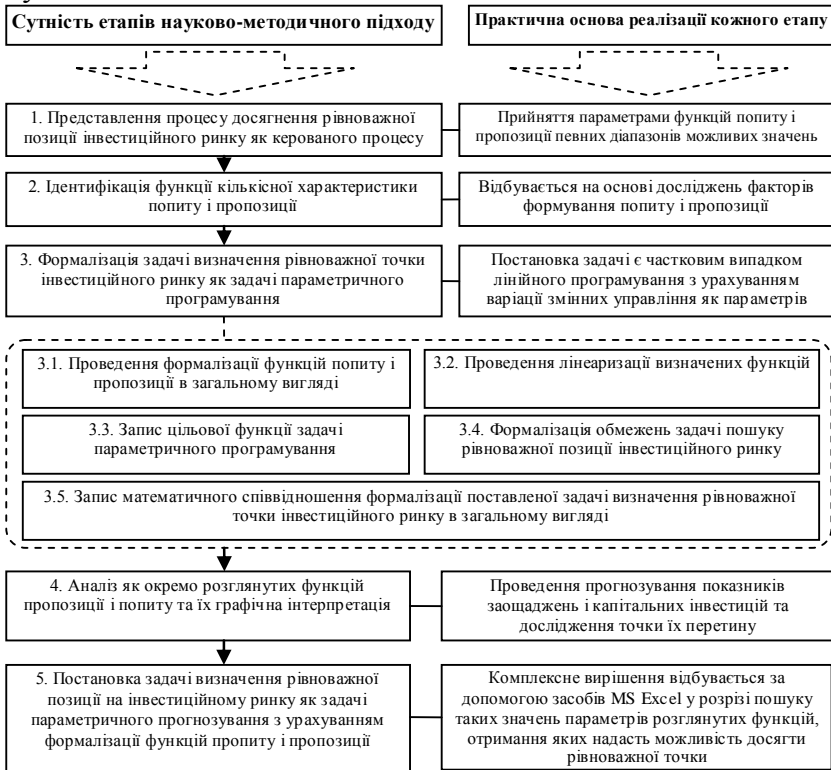 Сутність етапів науково-методичного підходу
Практична основа реалізації кожного етапу
1. Представлення процесу досягнення рівноважної
позиції інвестиційного ринку як керованого процесу
Прийняття параметрами функцій попиту і
пропозиції певних діапазонів можливих значень
2. Ідентифікація функції кількісної характеристики
попиту і пропозиції
Відбувається на основі досліджень факторів
формування попиту і пропозиції
3. Формалізація задачі визначення рівноважної точки
інвестиційного ринку як задачі параметричного
програмування
Постановка задачі є частковим випадком
лінійного програмування з урахуванням
варіації змінних управління як параметрів
3.1. Проведення формалізації функцій попиту і
пропозиції в загальному вигляді
3.2. Проведення лінеаризації визначених функцій
3.3. Запис цільової функції задачі
параметричного програмування
3.4. Формалізація обмежень задачі пошуку
рівноважної позиції інвестиційного ринку
3.5. Запис математичного співвідношення формалізації поставленої задачі визначення рівноважної
точки інвестиційного ринку в загальному вигляді
4. Аналіз як окремо розглянутих функцій
пропозиції і попиту та їх графічна інтерпретація
Проведення прогнозування показників
заощаджень і капітальних інвестицій та
дослідження точки їх перетину
5. Постановка задачі визначення рівноважної
позиції на інвестиційному ринку як задачі
параметричного прогнозування з урахуванням
формалізації функцій пропиту і пропозиції
Комплексне вирішення відбувається за
допомогою засобів MS Excel у розрізі пошуку
таких значень параметрів розглянутих функцій,
отримання яких надасть можливість досягти
рівноважної точки